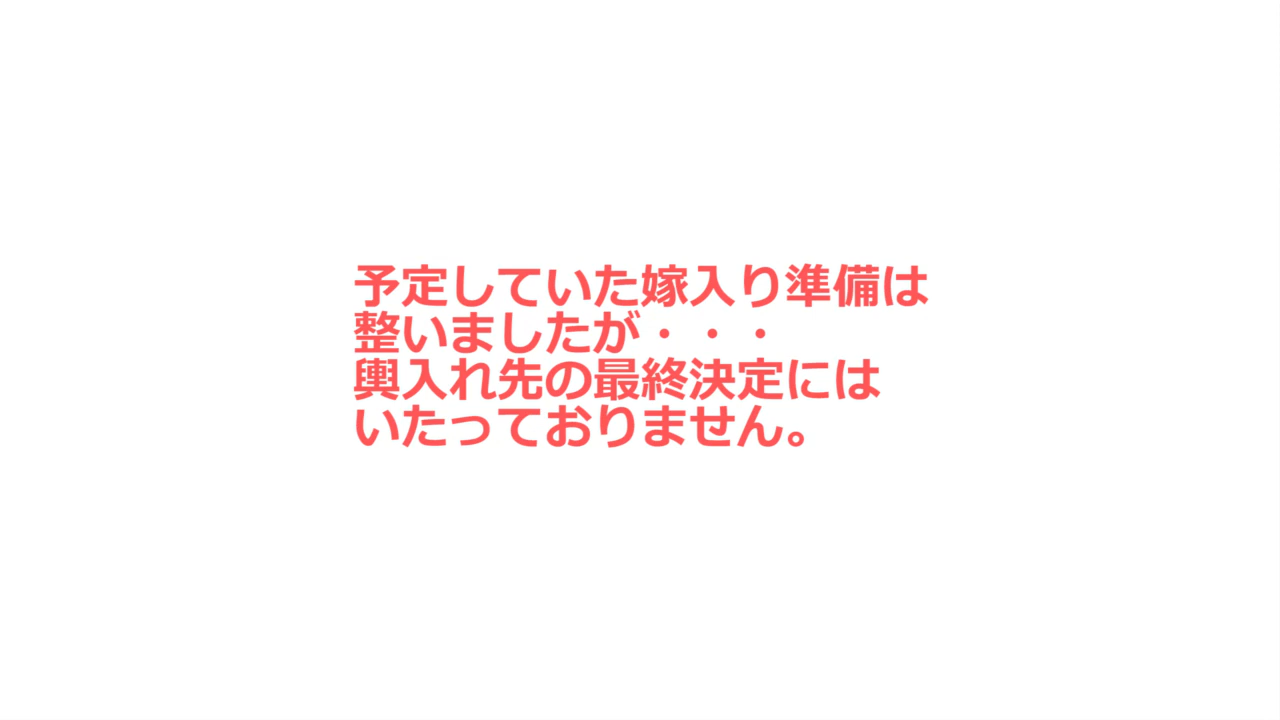 予定していた嫁入り準備は
整いましたが・・・
輿入れ先の最終決定には
いたっておりません。